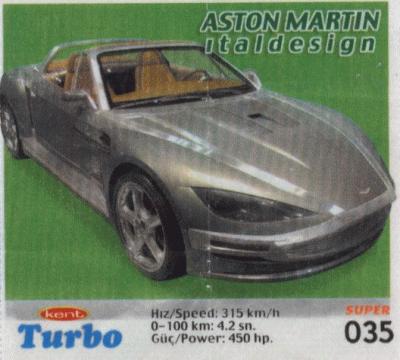 ASTON MARTIN
ıtaldesign
kent
Turbo
Hız/Speed: 315 km/h
0-100 km: 4.2 sn.
Güç/Power: 450 hp.
SUPER
035